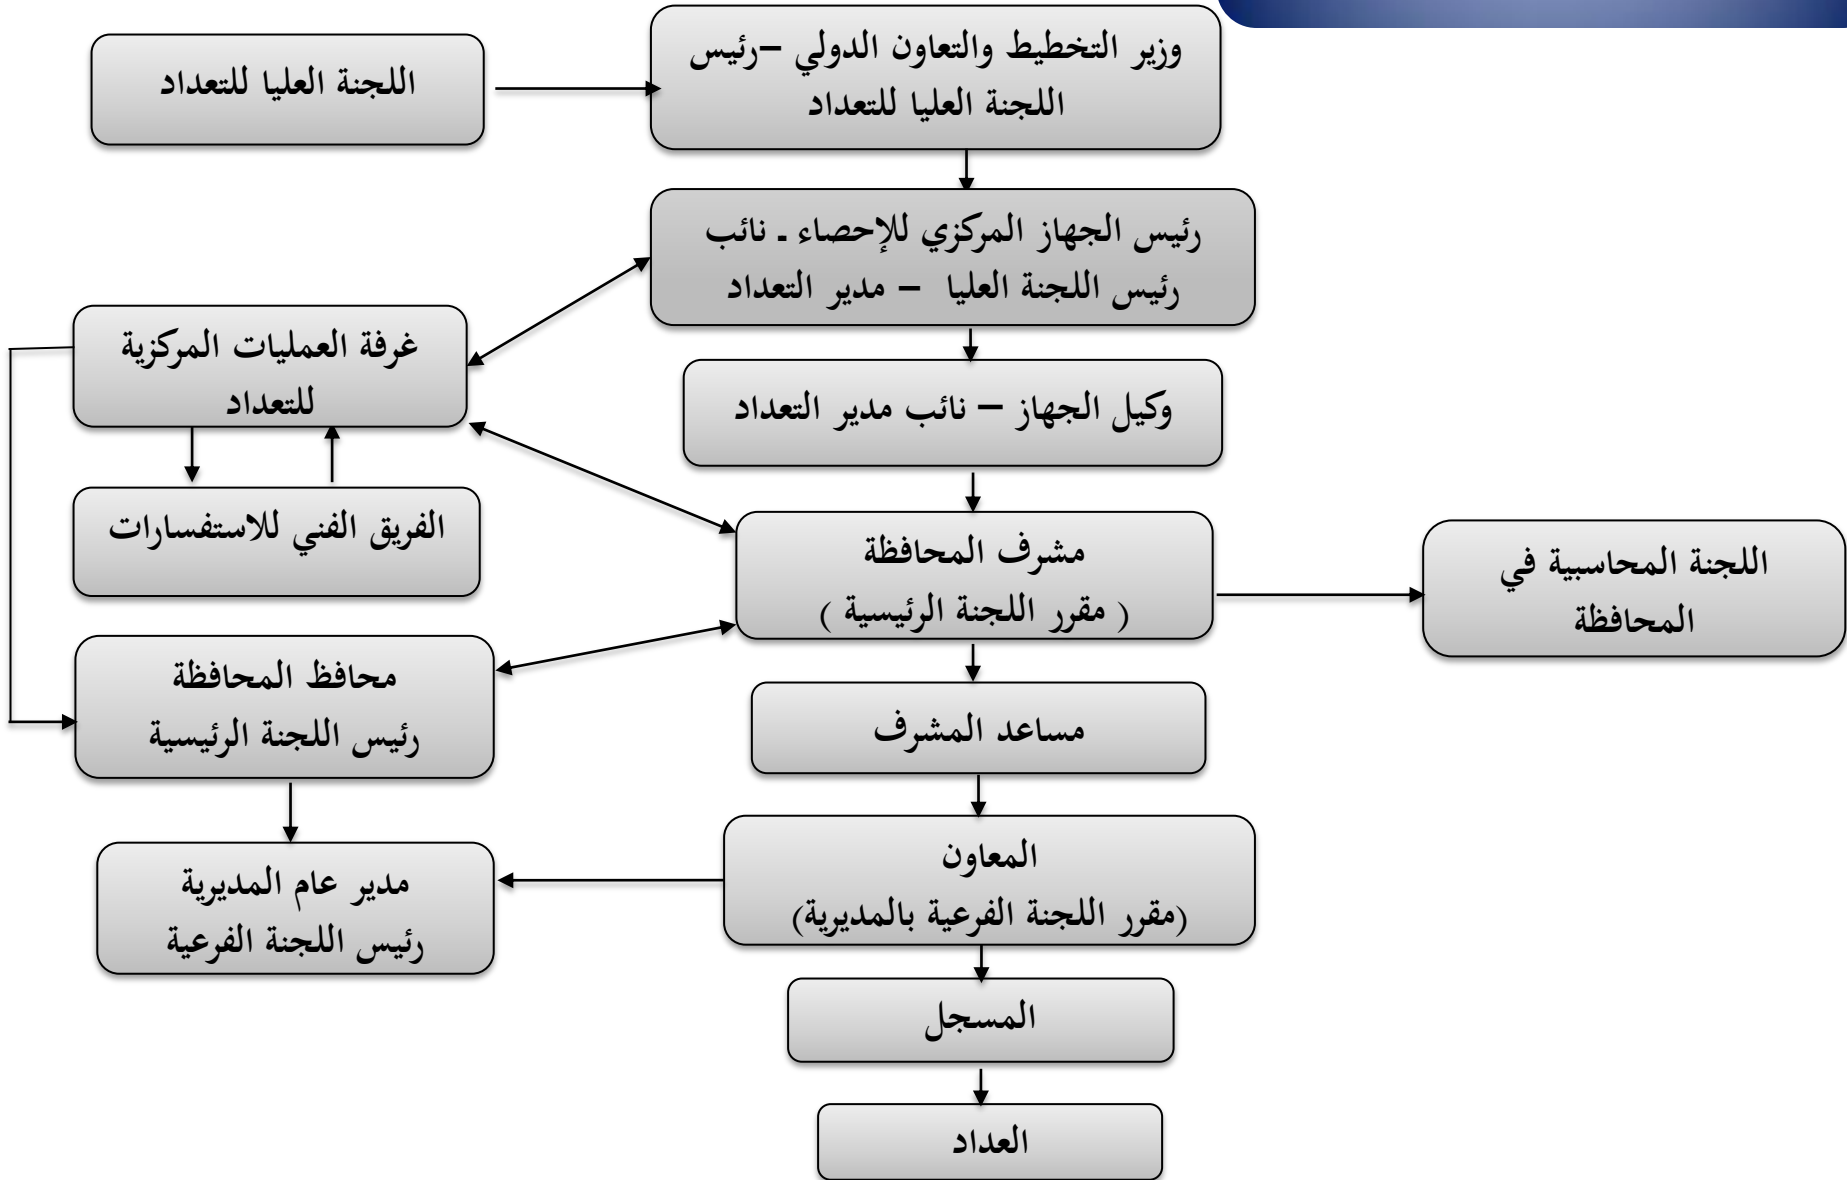 وزير التخطيط والتعاون الدولي –رئيس
اللجنة العليا للتعداد
اللجنة العليا للتعداد
رئيس الجهاز المركزي للإحصاء ـ نائب
رئيس اللجنة العليا – مدير التعداد
غرفة العمليات المركزية
للتعداد
وكيل الجهاز – نائب مدير التعداد
الفريق الفني للاستفسارات
اللجنة المحاسبية في
المحافظة
مشرف المحافظة
( مقرر اللجنة الرئيسية )
محافظ المحافظة
رئيس اللجنة الرئيسية
مساعد المشرف
المعاون
(مقرر اللجنة الفرعية بالمديرية)
مدير عام المديرية
رئيس اللجنة الفرعية
المسجل
العداد